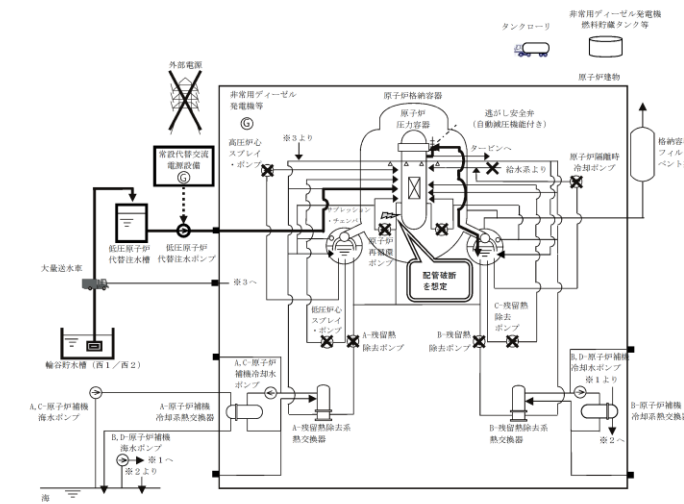 タンクローリ
非常用ディーゼル発電機
燃料貯蔵タンク等
外部電源
原子炉建物
非常用ディーゼル
発電機等
G
原子炉格納容器
原子炉
圧力容器
逃がし安全弁
(自動減圧機能付き)
高圧炉心
スプレイ
・ポンプ
※3より
タービンへ
給水系より
原子炉隔離時
冷却ポンプ
格納容
フィル
ベント
常設代替交流
電源設備
G
サプレッション
・チェンバ
低圧原子炉
代替注水槽
低圧原子炉
代替注水ポンプ
原子炉
再循環
ポンプ
配管破断
を想定
大量送水車
※3へ
低圧炉心
スプレイ
・ポンプ
A-残留熱
除去ポンプ
B-残留熱
除去ポンプ
C-残留熱
除去
ポンプ
輪谷貯水槽(西1/西2)
A,C-原子炉補機
海水ポンプ
A-原子炉補機
冷却系熱交換器
A,C-原子炉
補機冷却水
ポンプ
A-残留熱除去系
熱交換器
B-残留熱除去系
熱交換器
B,D-原子炉補機
冷却水ポンプ
※1より
B-原子炉補機
冷却系熱交換
※2へ
B,D-原子炉補機
海水ポンプ
※1へ
※2より
海